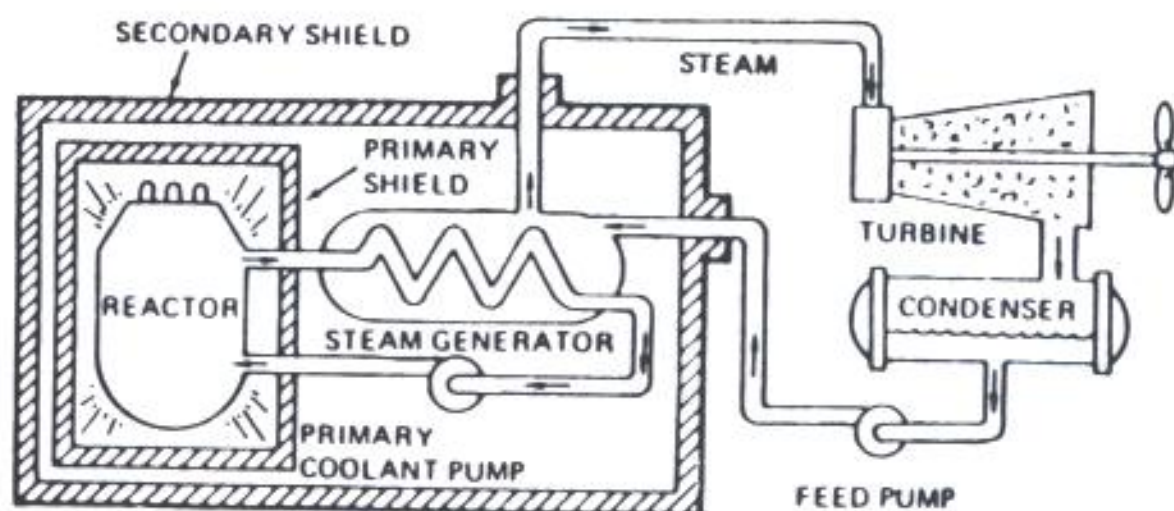 SECONDARY SHIELD
STEAM
PRIMARY
SHIELD
TURBINE
REACTOR
CONDENSER
STEAM GENERATOR
PRIMARY
COOLANT PUMP
FEED PUMP